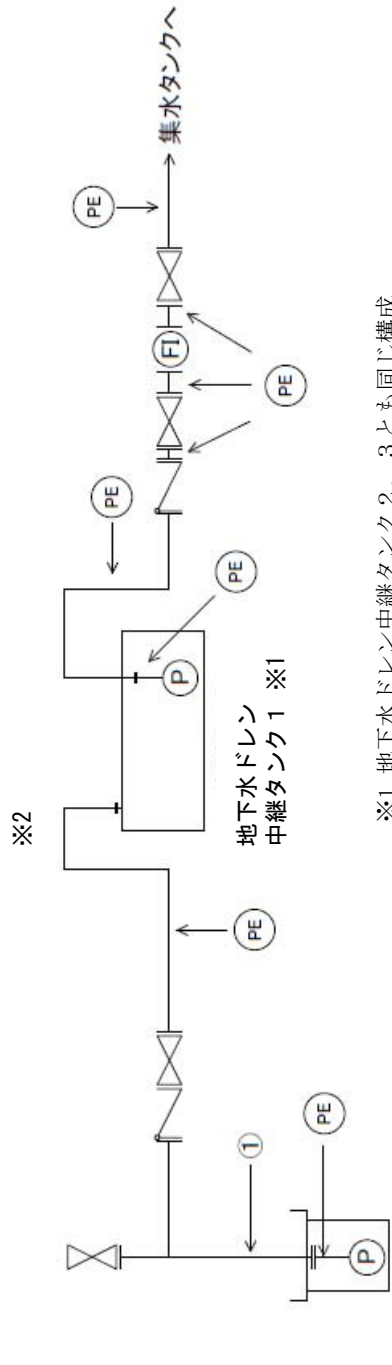 ※2
PE
集水タンクへ
PE
FI
PE
PE
P
地下水ドレン
中継タンク1 ※1
PE
①
PE
P
※1 地下水ドレン中継タンク2、3とも同じ構成